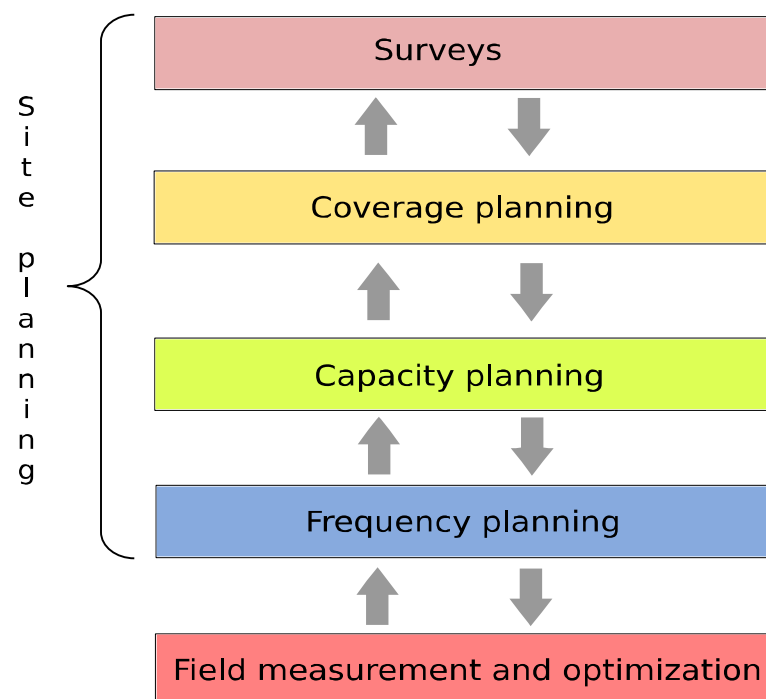 Site planning
Surveys
Coverage planning
Capacity planning
Frequency planning
Field measurement and optimization